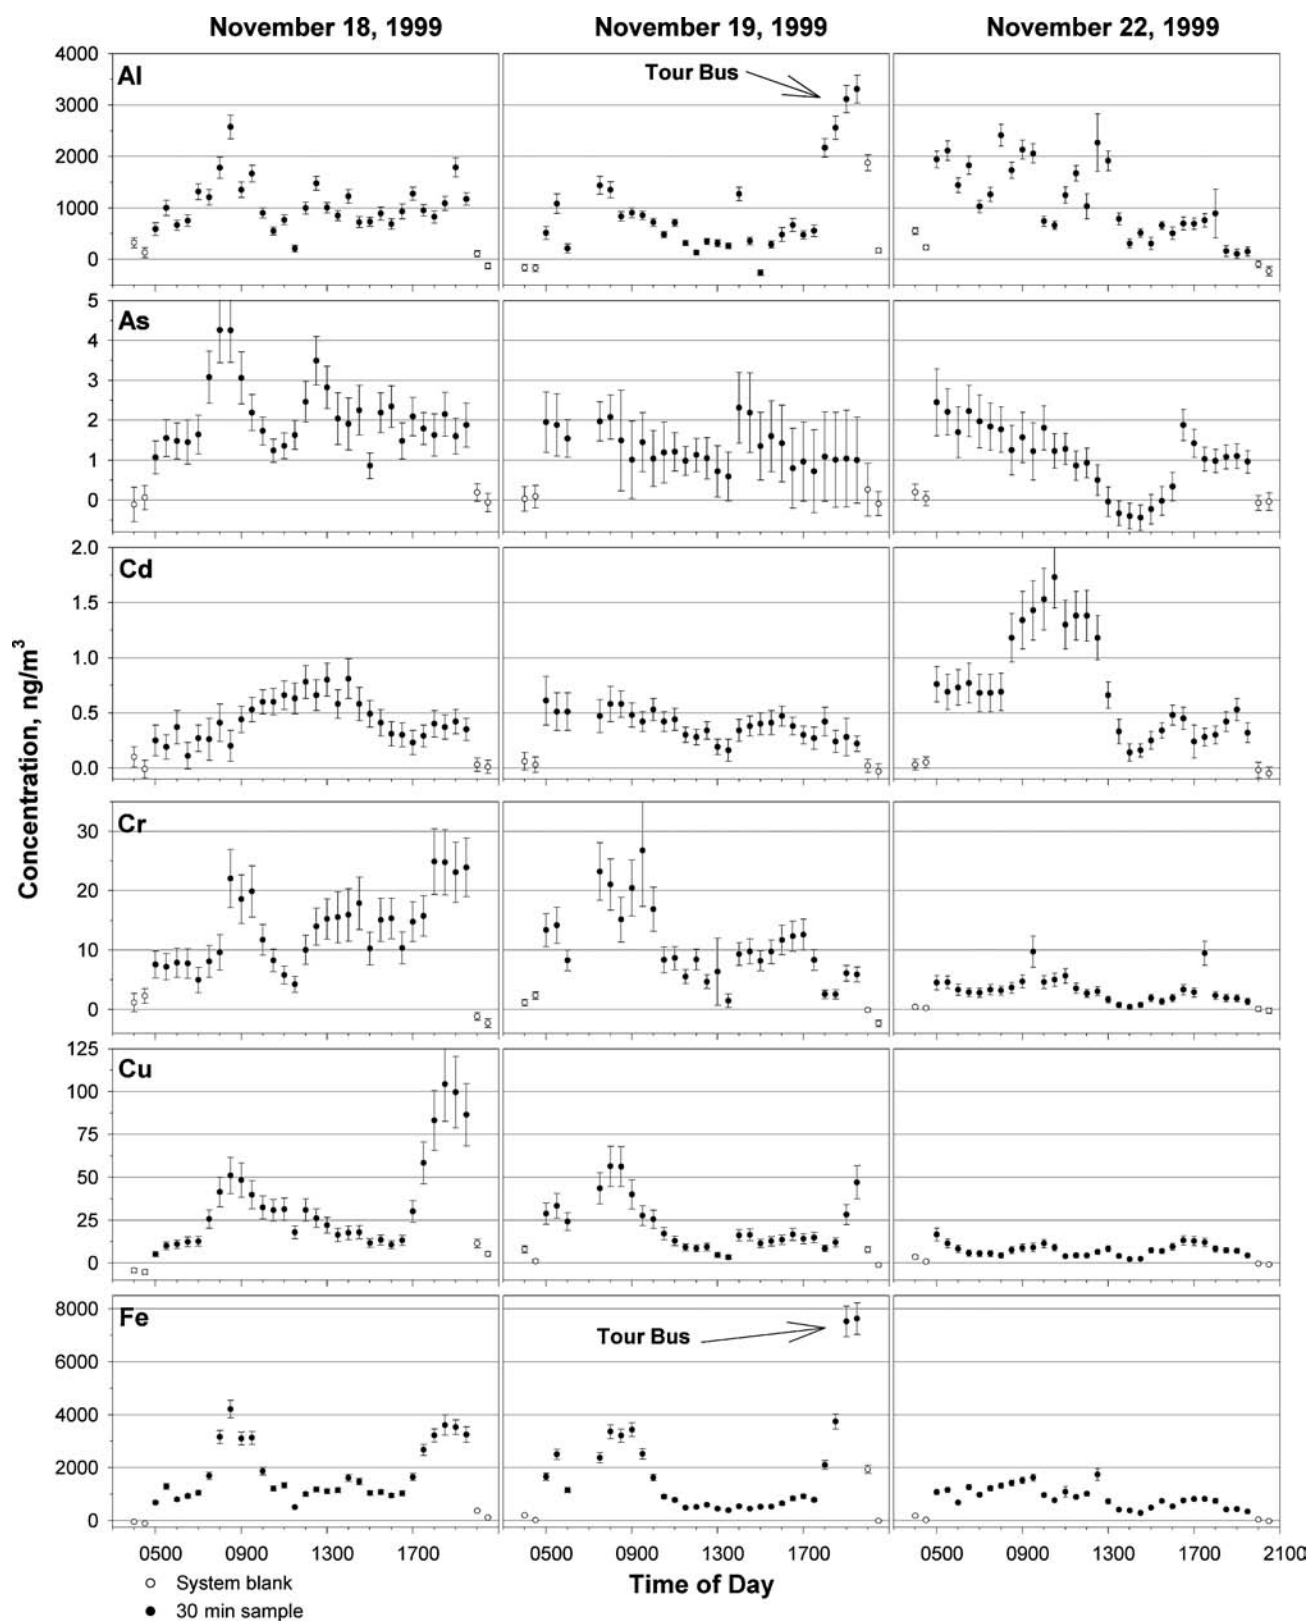 November 18, 1999 November 19, 1999 November 22, 1999
Al
4000
3000
2000
1000
0
Tour Bus
As
5
4
3
2
1
0
Cd
2.0
1.5
1.0
0.5
0.0
Concentration, ng/m³
Cr
30
20
10
0
Cu
125
100
75
50
25
0
Fe
8000
6000
4000
2000
0
Tour Bus
0500 0900 1300 1700 0500 0900 1300 1700 0500 0900 1300 1700 2100
Time of Day
○ System blank
● 30 min sample